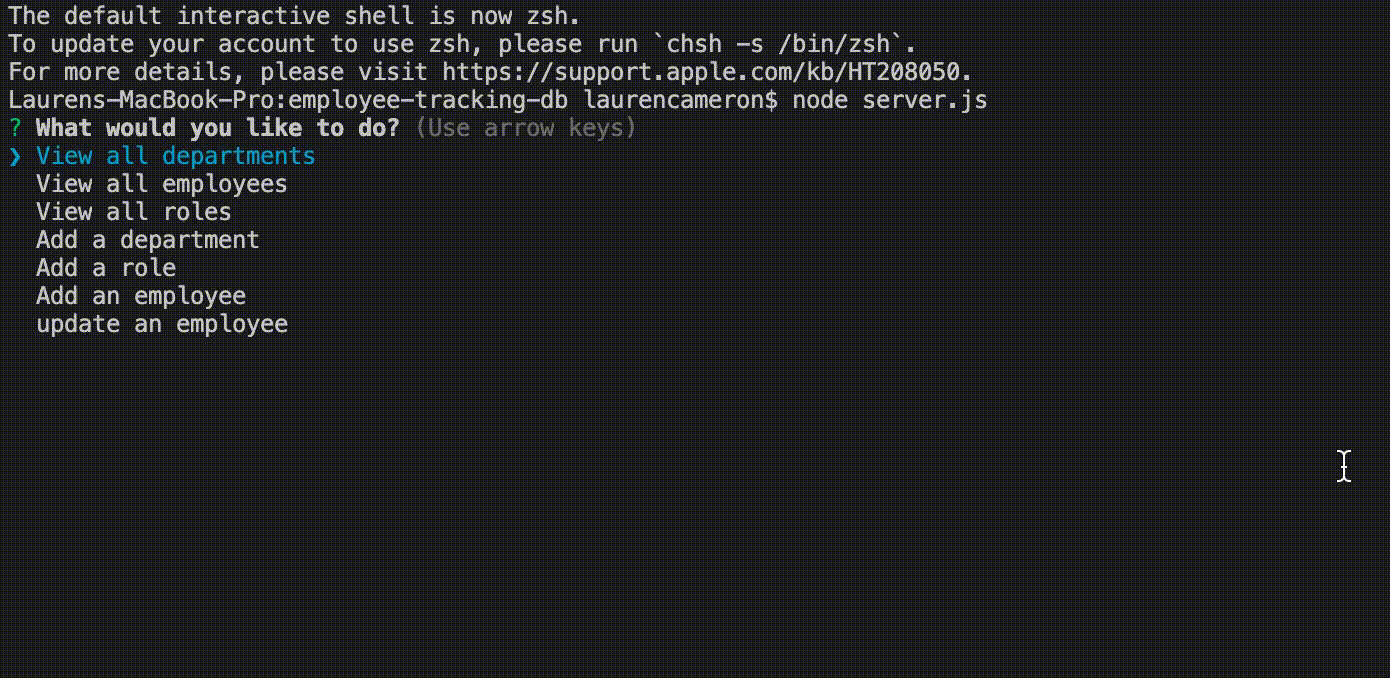 The default interactive shell is now zsh.
To update your account to use zsh, please run `chsh -s /bin/zsh`.
For more details, please visit https://support.apple.com/kb/HT208050.
Laurens-MacBook-Pro:employee-tracking-db laurencameron$ node server.js
? What would you like to do? (Use arrow keys)
❯ View all departments
View all employees
View all roles
Add a department
Add a role
Add an employee
update an employee